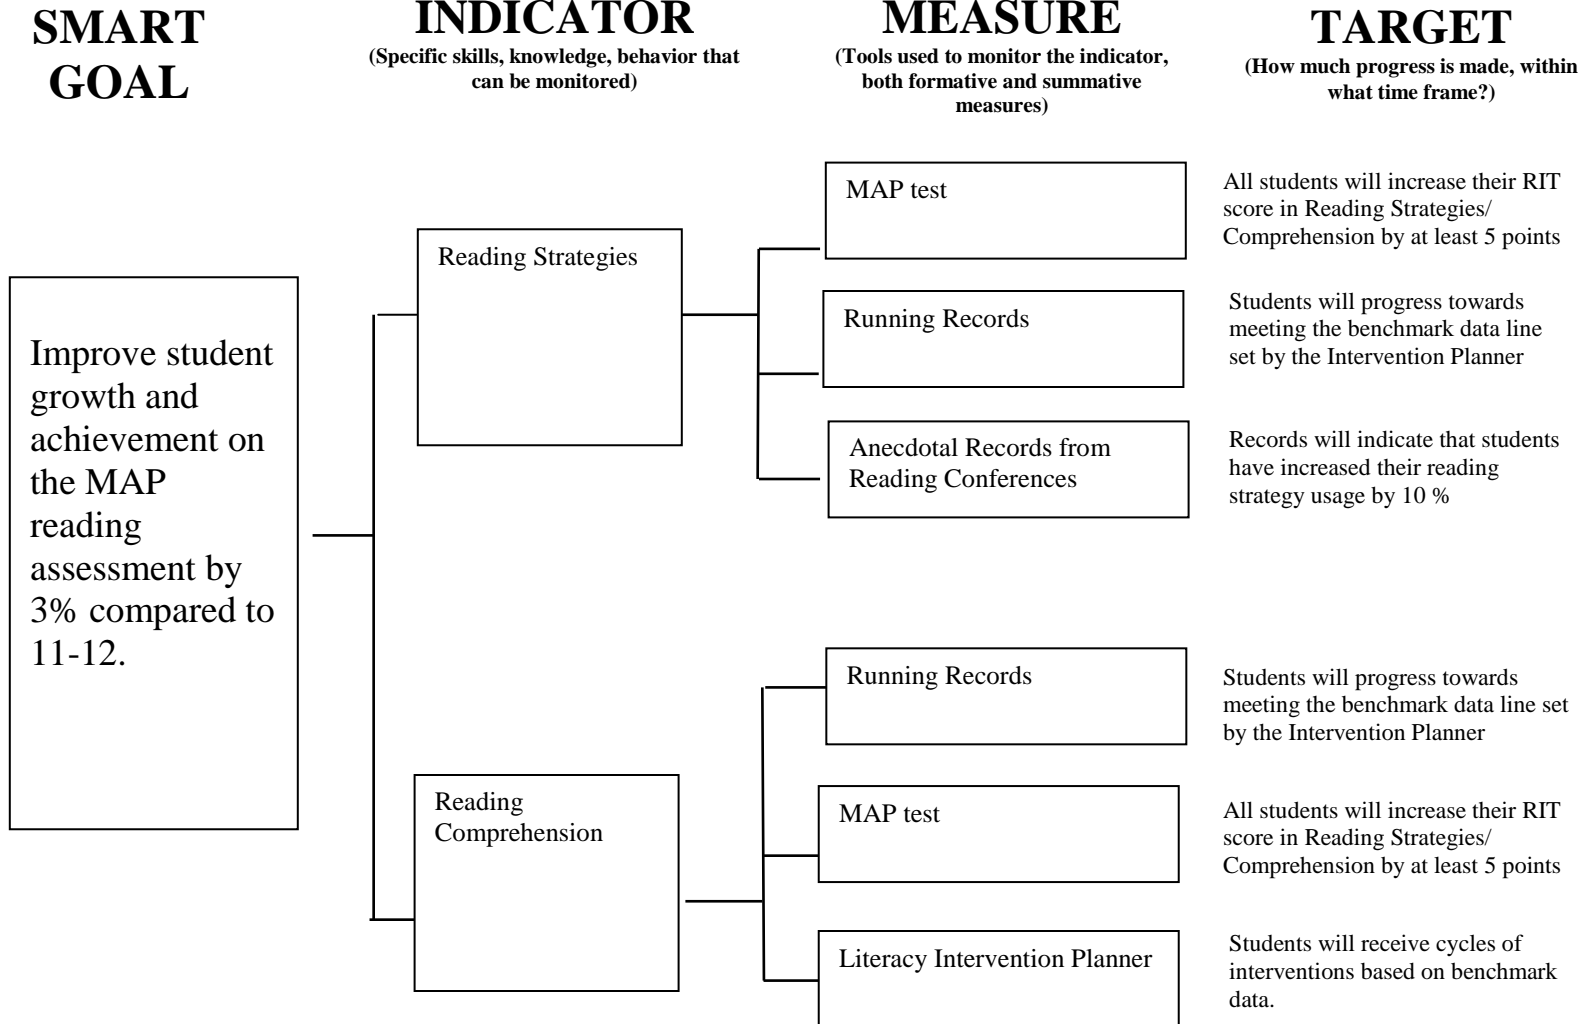 SMART
GOAL
INDICATOR
(Specific skills, knowledge, behavior that
can be monitored)
MEASURE
(Tools used to monitor the indicator,
both formative and summative
measures)
TARGET
(How much progress is made, within
what time frame?)
Improve student
growth and
achievement on
the MAP
reading
assessment by
3% compared to
11-12.
Reading Strategies
MAP test
All students will increase their RIT
score in Reading Strategies/
Comprehension by at least 5 points
Running Records
Students will progress towards
meeting the benchmark data line
set by the Intervention Planner
Anecdotal Records from
Reading Conferences
Records will indicate that students
have increased their reading
strategy usage by 10 %
Reading
Comprehension
Running Records
Students will progress towards
meeting the benchmark data line set
by the Intervention Planner
MAP test
All students will increase their RIT
score in Reading Strategies/
Comprehension by at least 5 points
Literacy Intervention Planner
Students will receive cycles of
interventions based on benchmark
data.